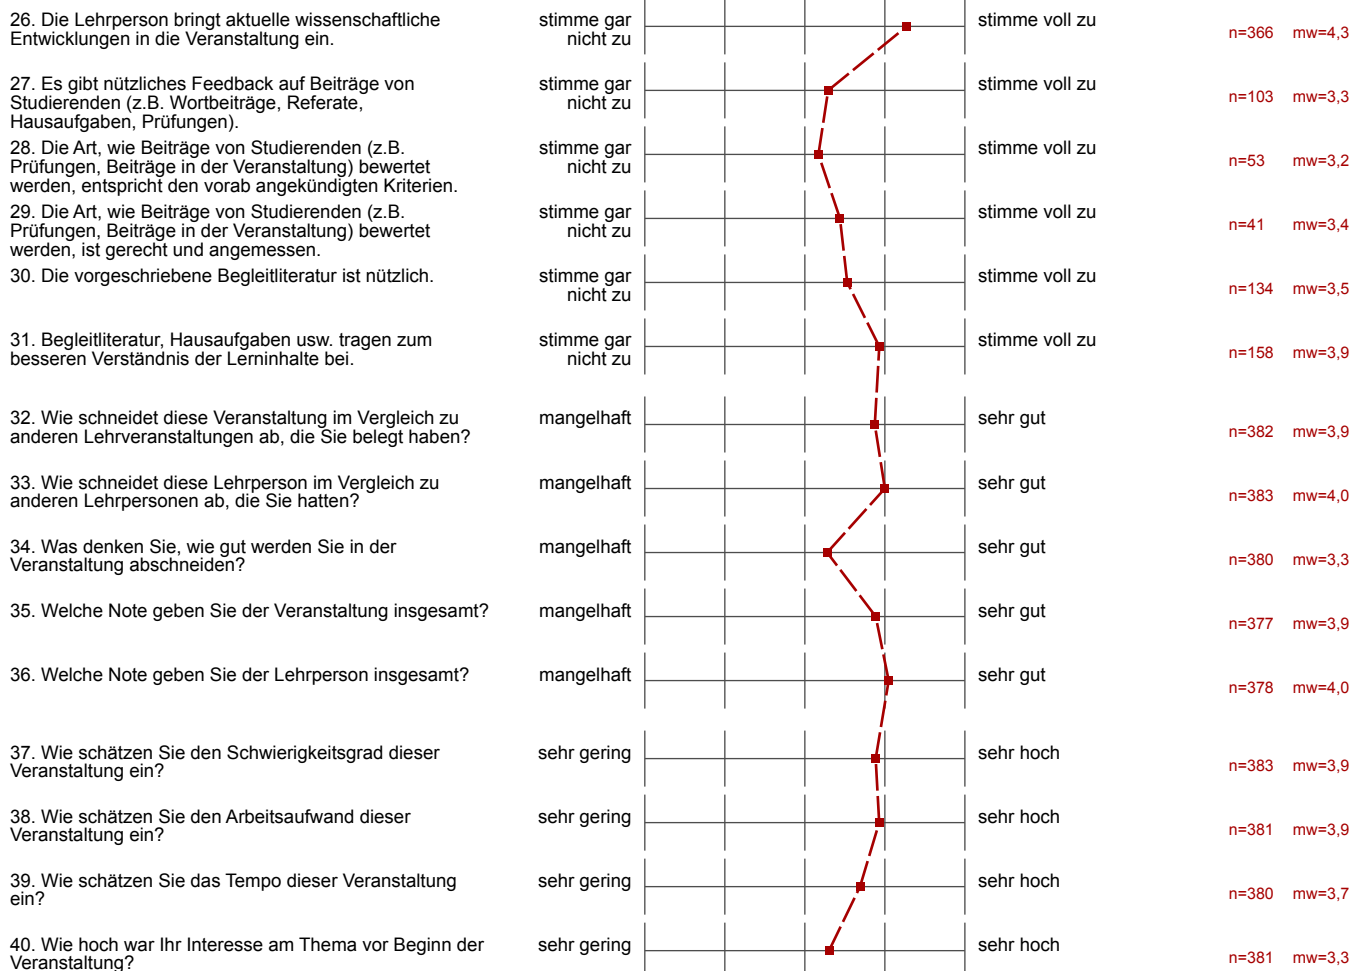 26. Die Lehrperson bringt aktuelle wissenschaftliche
Entwicklungen in die Veranstaltung ein.
stimme gar
nicht zu
stimme voll zu
n=366 mw=4,3
27. Es gibt nützliches Feedback auf Beiträge von
Studierenden (z.B. Wortbeiträge, Referate,
Hausaufgaben, Prüfungen).
stimme gar
nicht zu
stimme voll zu
n=103 mw=3,3
28. Die Art, wie Beiträge von Studierenden (z.B.
Prüfungen, Beiträge in der Veranstaltung) bewertet
werden, entspricht den vorab angekündigten Kriterien.
stimme gar
nicht zu
stimme voll zu
n=53 mw=3,2
29. Die Art, wie Beiträge von Studierenden (z.B.
Prüfungen, Beiträge in der Veranstaltung) bewertet
werden, ist gerecht und angemessen.
stimme gar
nicht zu
stimme voll zu
n=41 mw=3,4
30. Die vorgeschriebene Begleitliteratur ist nützlich.
stimme gar
nicht zu
stimme voll zu
n=134 mw=3,5
31. Begleitliteratur, Hausaufgaben usw. tragen zum
besseren Verständnis der Lerninhalte bei.
stimme gar
nicht zu
stimme voll zu
n=158 mw=3,9
32. Wie schneidet diese Veranstaltung im Vergleich zu
anderen Lehrveranstaltungen ab, die Sie belegt haben?
mangelhaft
sehr gut
n=382 mw=3,9
33. Wie schneidet diese Lehrperson im Vergleich zu
anderen Lehrpersonen ab, die Sie hatten?
mangelhaft
sehr gut
n=383 mw=4,0
34. Was denken Sie, wie gut werden Sie in der
Veranstaltung abschneiden?
mangelhaft
sehr gut
n=380 mw=3,3
35. Welche Note geben Sie der Veranstaltung insgesamt?
mangelhaft
sehr gut
n=377 mw=3,9
36. Welche Note geben Sie der Lehrperson insgesamt?
mangelhaft
sehr gut
n=378 mw=4,0
37. Wie schätzen Sie den Schwierigkeitsgrad dieser
Veranstaltung ein?
sehr gering
sehr hoch
n=383 mw=3,9
38. Wie schätzen Sie den Arbeitsaufwand dieser
Veranstaltung ein?
sehr gering
sehr hoch
n=381 mw=3,9
39. Wie schätzen Sie das Tempo dieser Veranstaltung
ein?
sehr gering
sehr hoch
n=380 mw=3,7
40. Wie hoch war Ihr Interesse am Thema vor Beginn der
Veranstaltung?
sehr gering
sehr hoch
n=381 mw=3,3